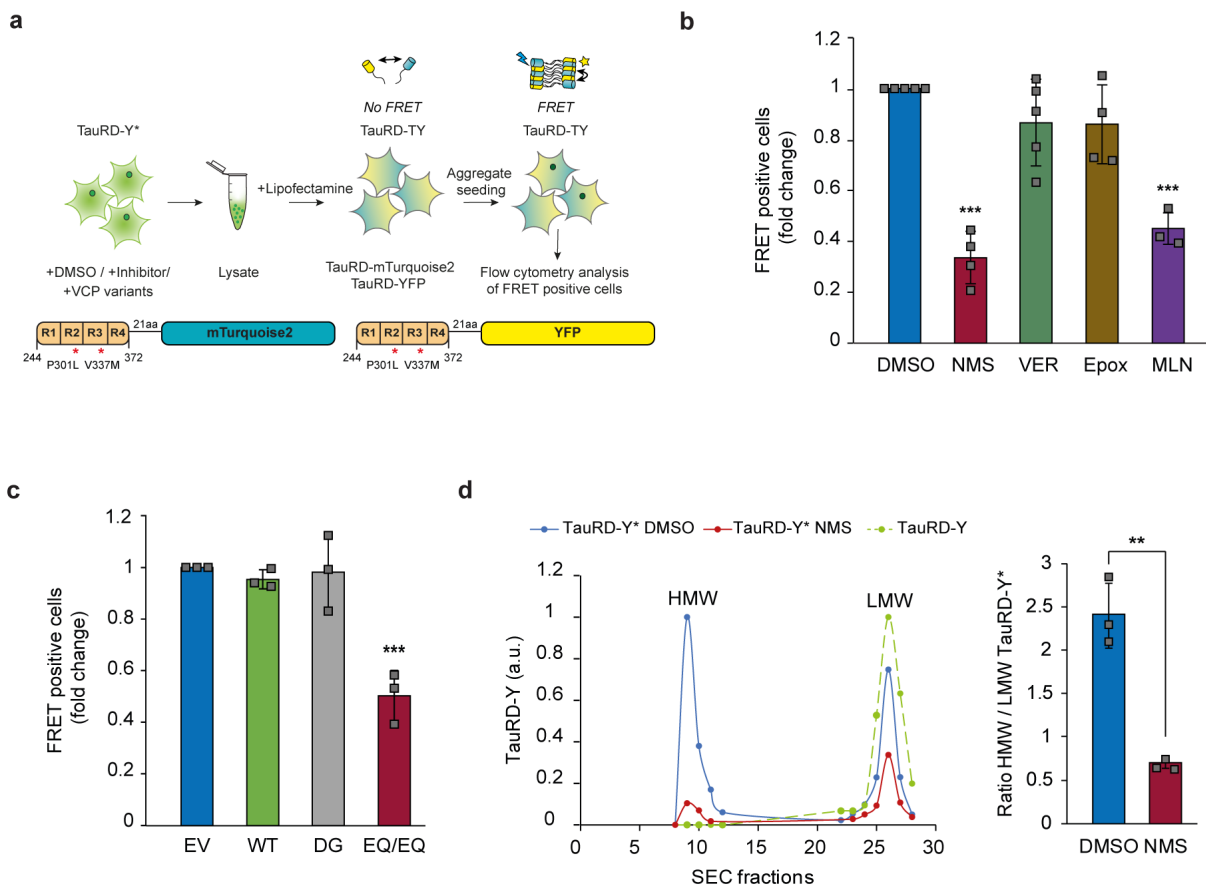 a
No FRET
FRET
TauRD-Y*
TauRD-TY
TauRD-TY
+Lipofectamine
Aggregate
seeding
+DMSO / +Inhibitor/
+VCP variants
Lysate
TauRD-mTurquoise2
TauRD-YFP
Flow cytometry analysis
of FRET positive cells
R1 R2 R3 R4 21aa mTurquoise2
* *
244 372
P301L V337M
R1 R2 R3 R4 21aa YFP
* *
244 372
P301L V337M
b
FRET positive cells
(fold change)
1.2
1
0.8
0.6
0.4
0.2
0
***
***
DMSO NMS VER Epox MLN
c
FRET positive cells
(fold change)
1.2
1
0.8
0.6
0.4
0.2
0
***
EV WT DG EQ/EQ
d
TauRD-Y* DMSO TauRD-Y* NMS TauRD-Y
TauRD-Y (a.u.)
1.2
1
0.8
0.6
0.4
0.2
0
HMW LMW
0 5 10 15 20 25 30
SEC fractions
Ratio HMW / LMW TauRD-Y*
3
2.5
2
1.5
1
0.5
0
**
DMSO NMS